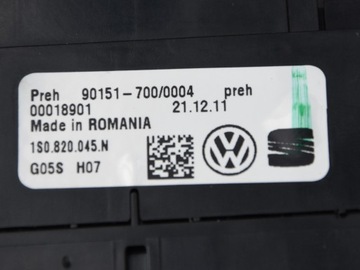 Preh 90151-700/0004 preh
00018901 21.12.11
Made in ROMANIA
1S0.820.045.N
G05S H07